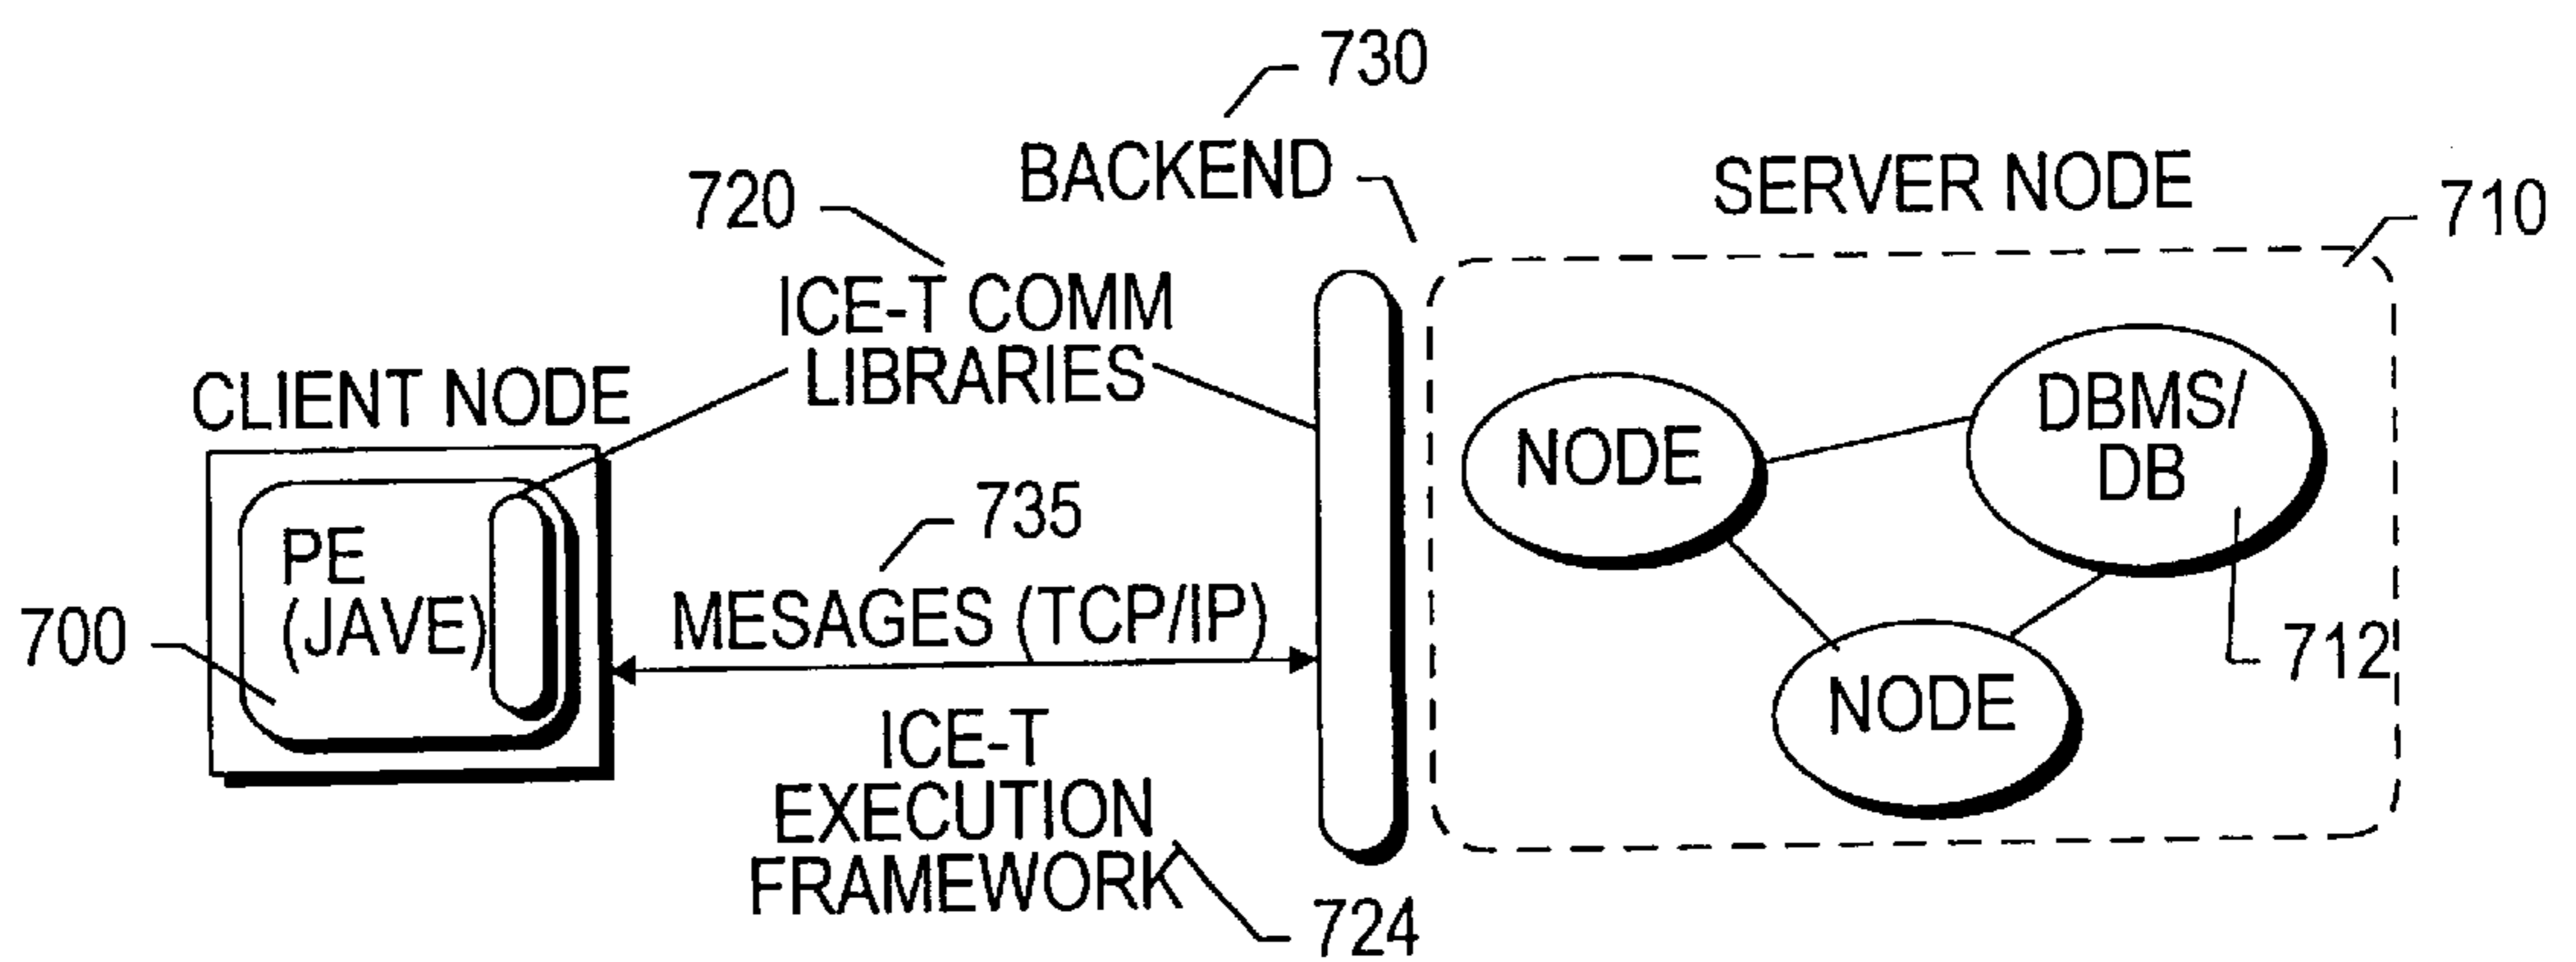 730
BACKEND
720
SERVER NODE
710
ICE-T COMM
LIBRARIES
CLIENT NODE
DBMS/
DB
NODE
735
PE
(JAVE)
MESAGES (TCP/IP)
700
712
NODE
ICE-T
EXECUTION
FRAMEWORK
724